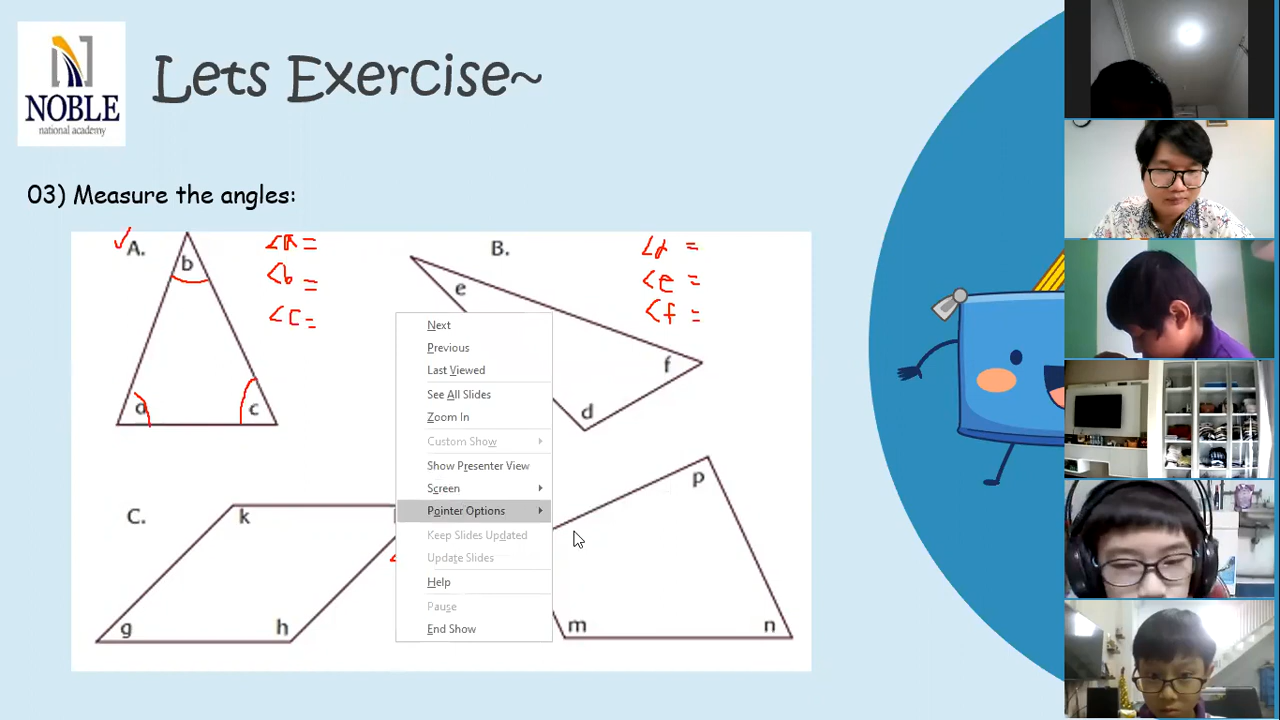 NOBLE
national academy
Lets Exercise~
03) Measure the angles:
A.
b
a
c
<a =
<b =
<c =
B.
e
f
d
<d =
<e =
<f =
C.
k
g
h
p
m
n
Next
Previous
Last Viewed
See All Slides
Zoom In
Custom Show
Show Presenter View
Screen
Pointer Options
Keep Slides Updated
Update Slides
Help
Pause
End Show